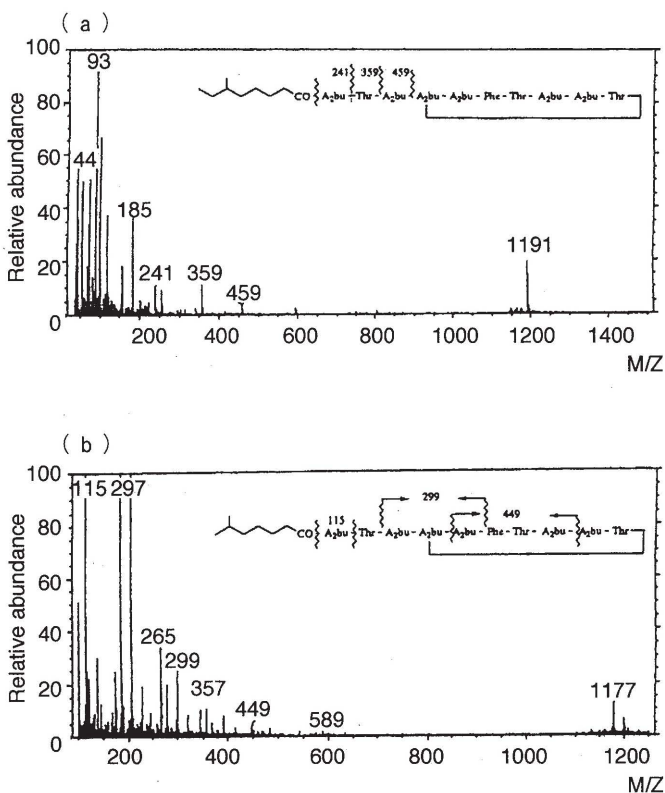 ( a )
100
80
60
40
20
0
Relative abundance
93
44
185
241
359
459
1191
241 359 459
CO A₂bu Thr A₂bu A₂bu A₂bu Phe Thr A₂bu A₂bu Thr
200 400 600 800 1000 1200 1400
M/Z
( b )
100
80
60
40
20
0
Relative abundance
115 297
265
299
357
449
589
1177
115 299 449
CO A₂bu Thr A₂bu A₂bu A₂bu Phe Thr A₂bu A₂bu Thr
200 400 600 800 1000 1200
M/Z